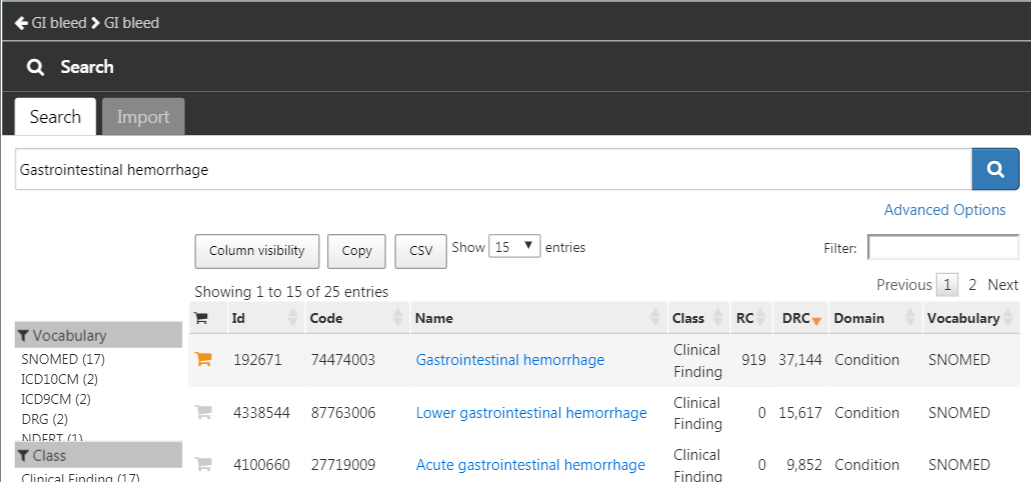 GI bleed GI bleed
Search
Search Import
Gastrointestinal hemorrhage
Advanced Options
Column visibility Copy CSV Show 15 entries Filter:
Showing 1 to 15 of 25 entries Previous 1 2 Next
Vocabulary
SNOMED (17)
ICD10CM (2)
ICD9CM (2)
DRG (2)
NDFRT (1)
Class
Clinical Finding (17)
Id Code Name Class RC DRC Domain Vocabulary
192671 74474003 Gastrointestinal hemorrhage Clinical Finding 919 37,144 Condition SNOMED
4338544 87763006 Lower gastrointestinal hemorrhage Clinical Finding 0 15,617 Condition SNOMED
4100660 27719009 Acute gastrointestinal hemorrhage Clinical Finding 0 9,852 Condition SNOMED